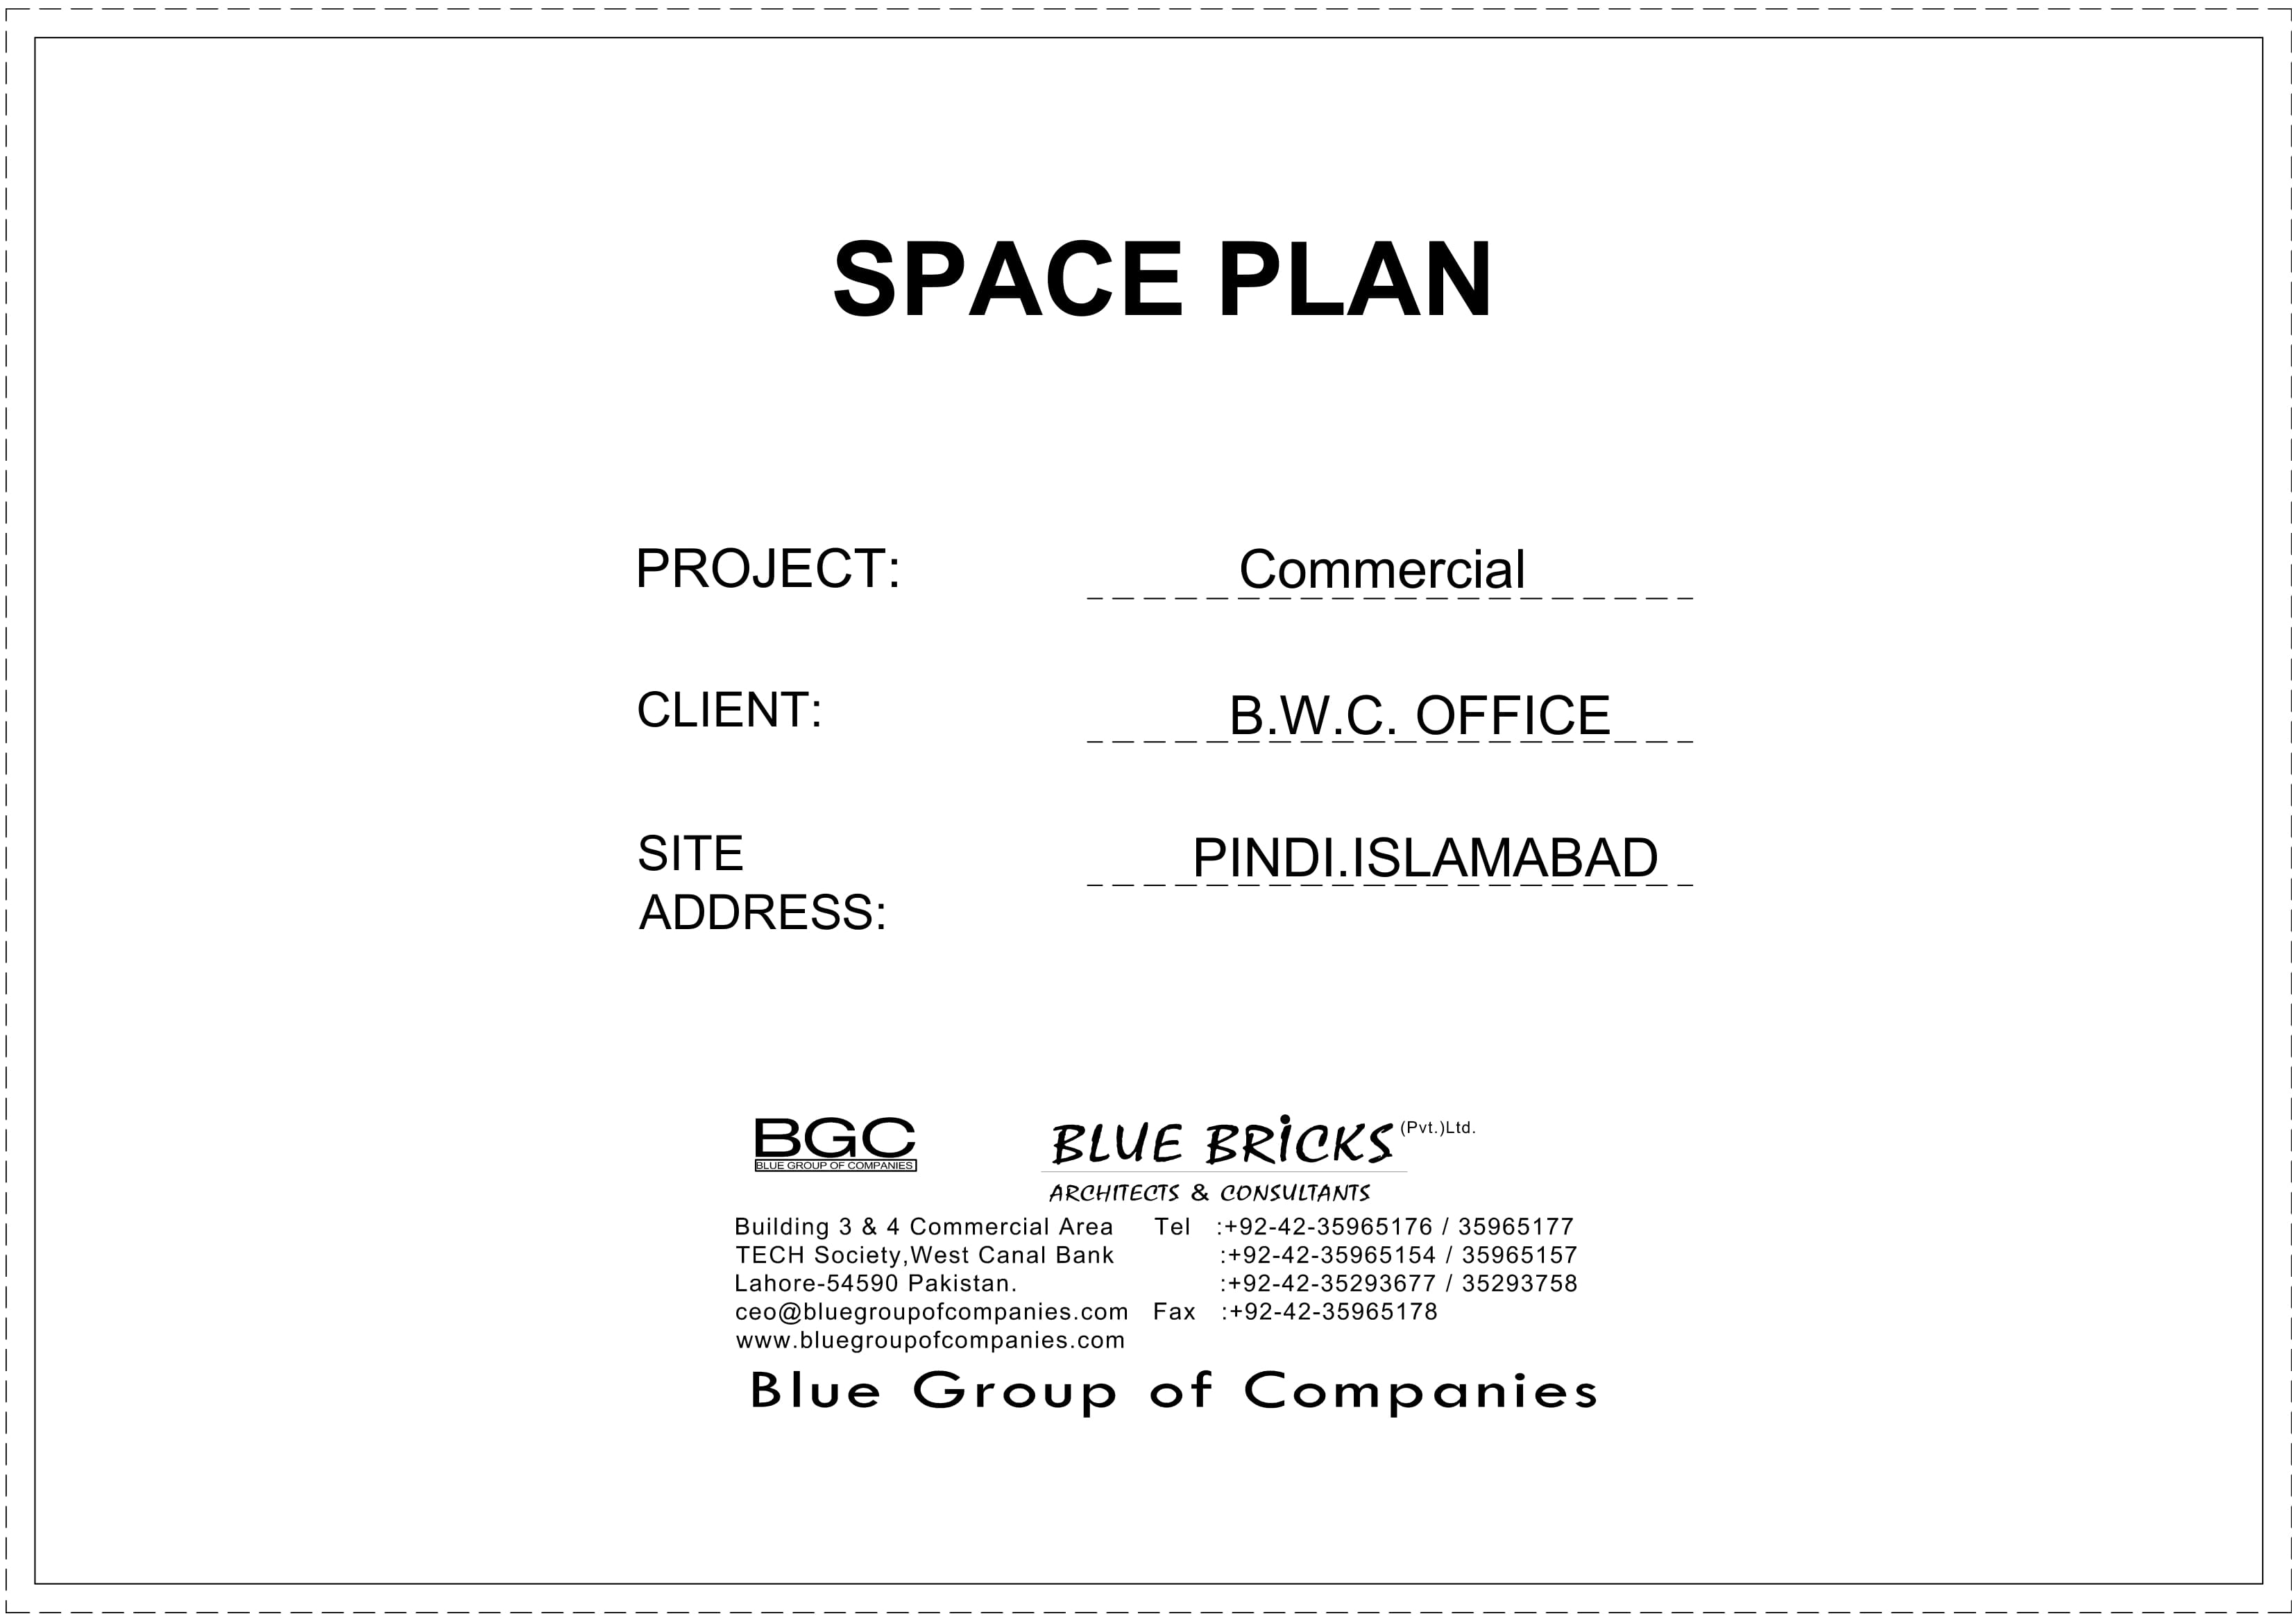 SPACE PLAN
PROJECT: Commercial
CLIENT: B.W.C. OFFICE
SITE ADDRESS: PINDI.ISLAMABAD
BGC
BLUE GROUP OF COMPANIES
BLUE BRiCKS (Pvt.)Ltd.
ARCHITECTS & CONSULTANTS
Building 3 & 4 Commercial Area Tel :+92-42-35965176 / 35965177
TECH Society,West Canal Bank :+92-42-35965154 / 35965157
Lahore-54590 Pakistan. :+92-42-35293677 / 35293758
ceo@bluegroupofcompanies.com Fax :+92-42-35965178
www.bluegroupofcompanies.com
Blue Group of Companies